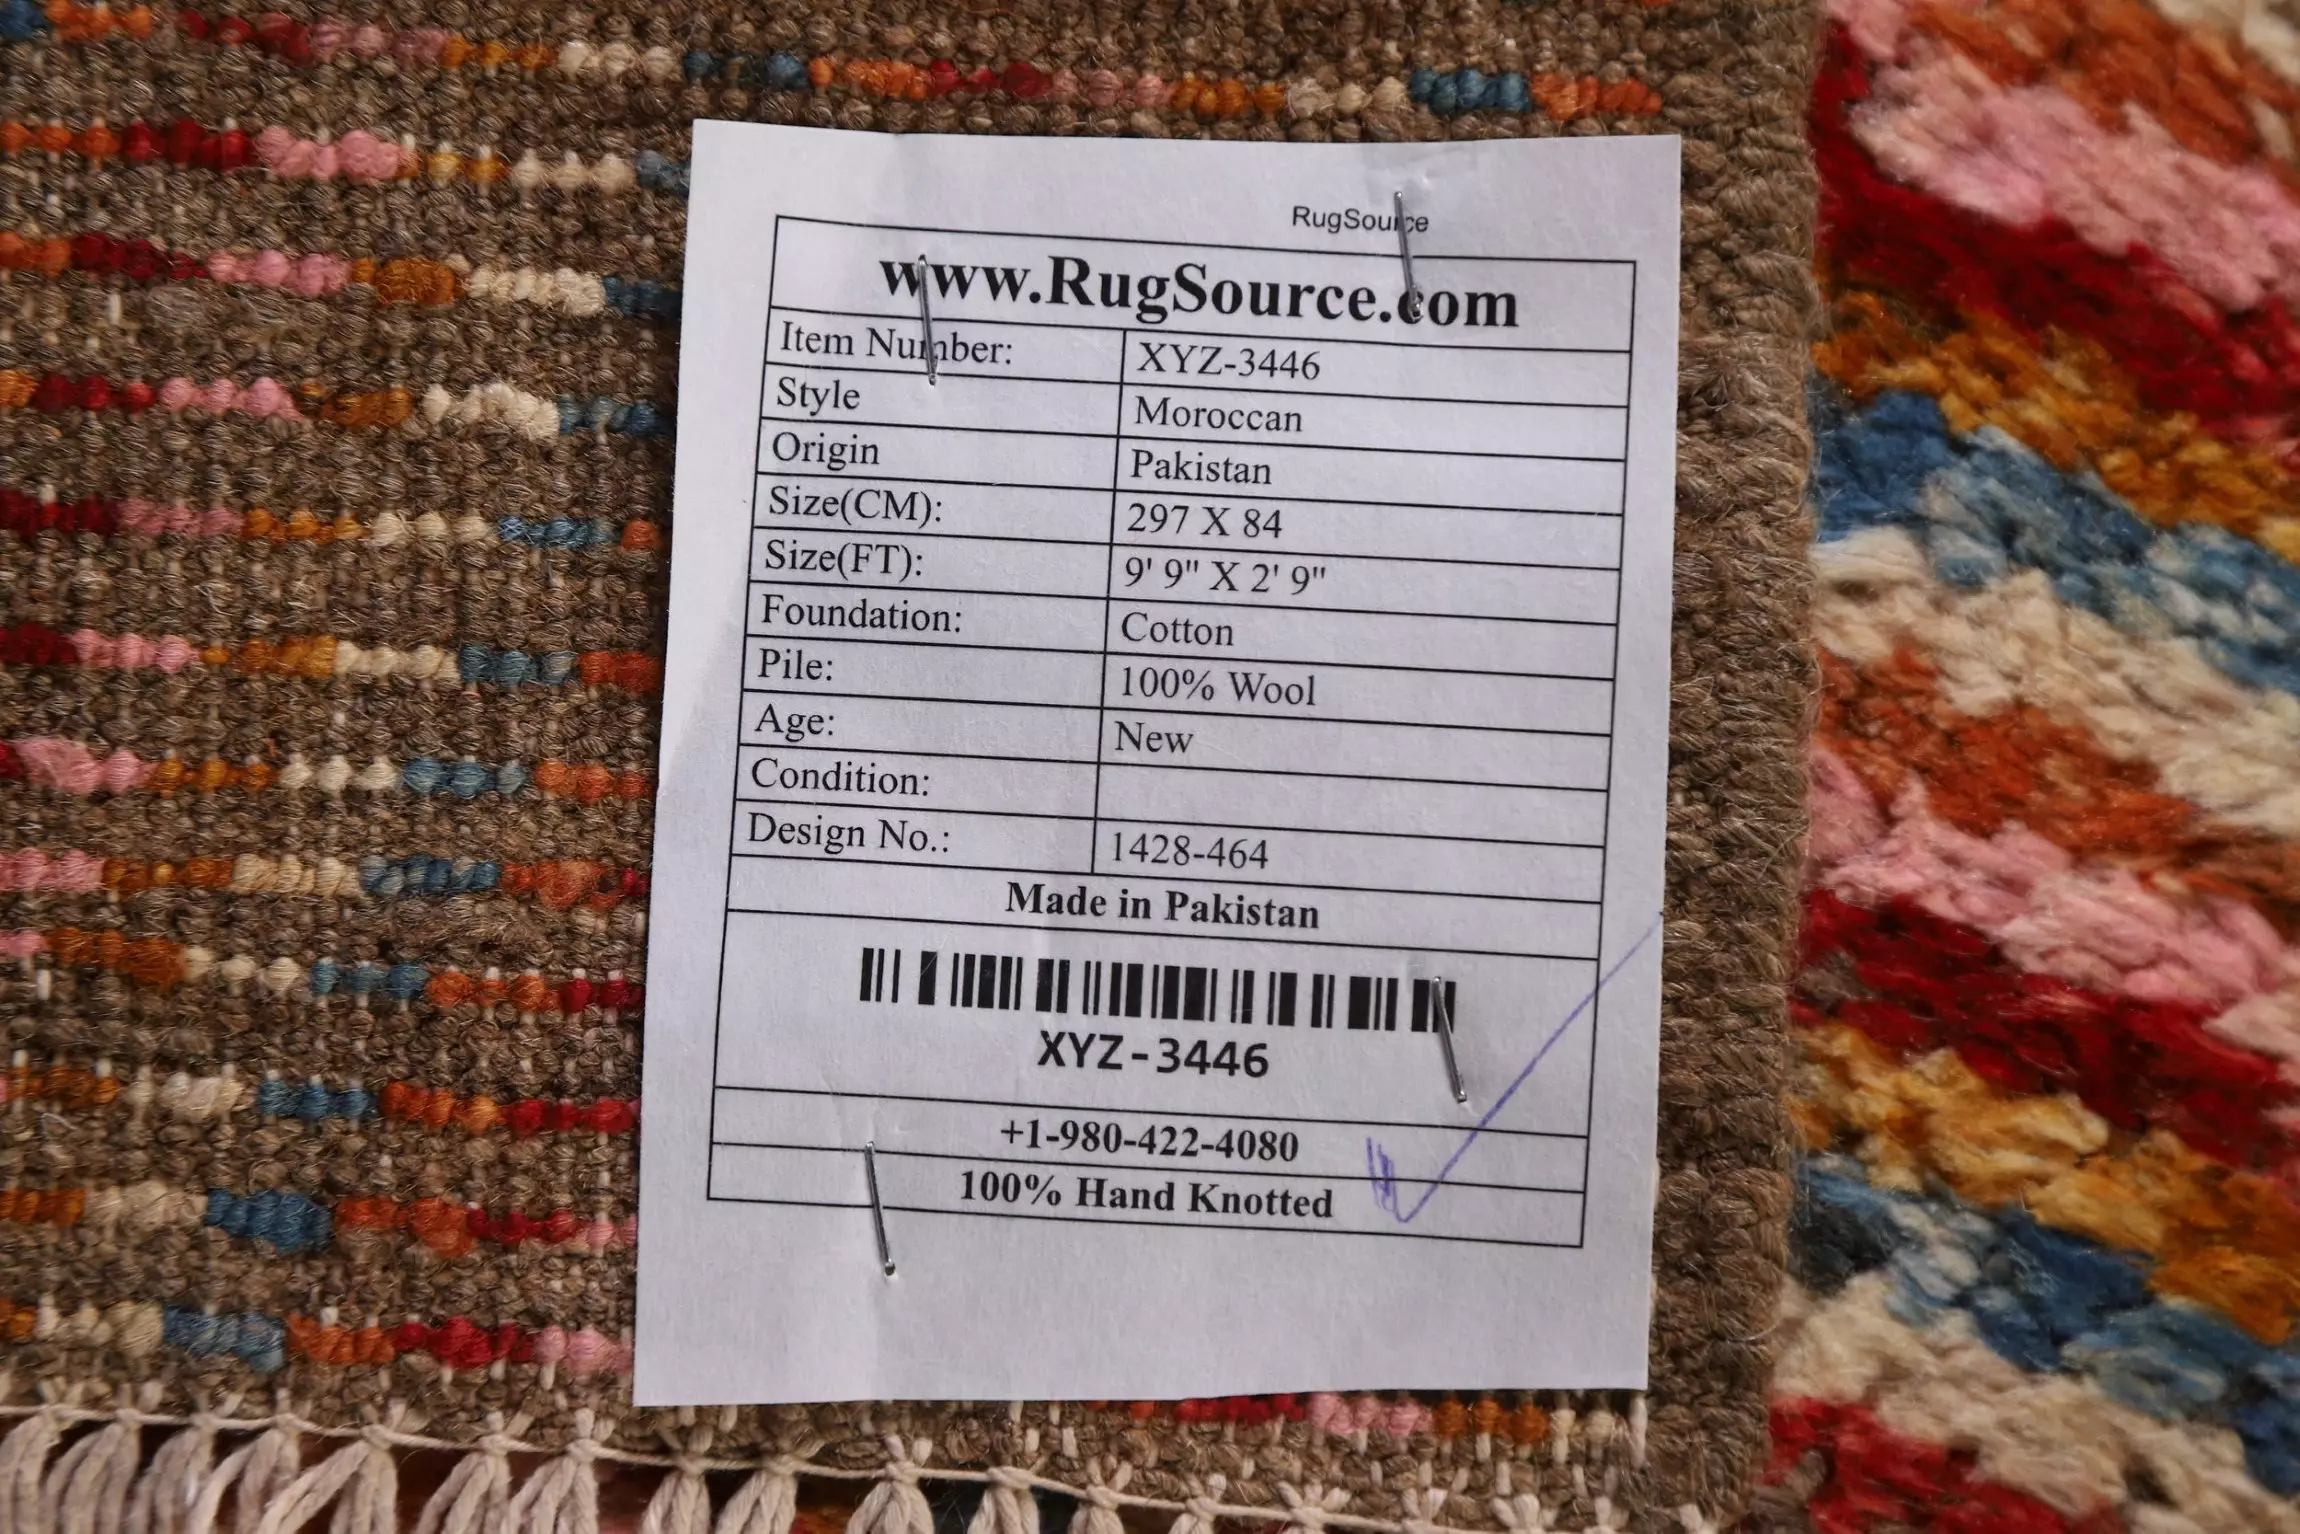 RugSource
www.RugSource.com
Item Number: XYZ-3446
Style Moroccan
Origin Pakistan
Size(CM): 297 X 84
Size(FT): 9' 9" X 2' 9"
Foundation: Cotton
Pile: 100% Wool
Age: New
Condition:
Design No.: 1428-464
Made in Pakistan
XYZ-3446
+1-980-422-4080
100% Hand Knotted